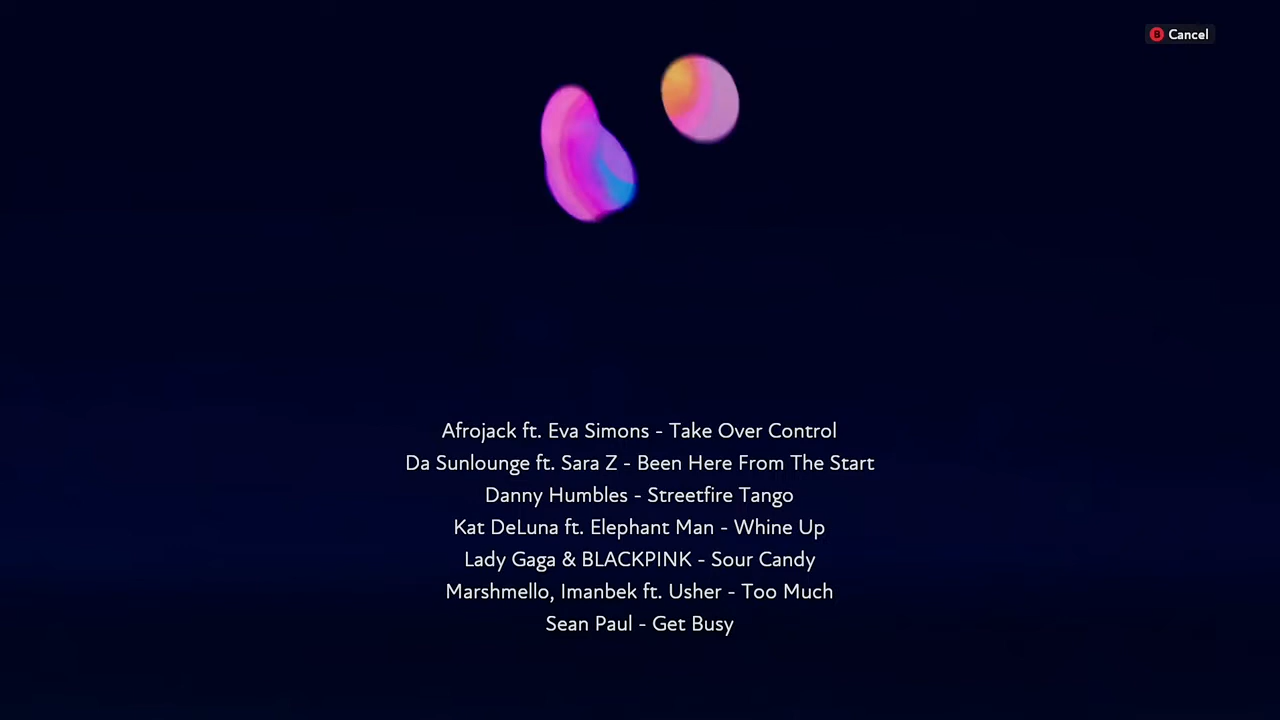 B Cancel
Afrojack ft. Eva Simons - Take Over Control
Da Sunlounge ft. Sara Z - Been Here From The Start
Danny Humbles - Streetfire Tango
Kat DeLuna ft. Elephant Man - Whine Up
Lady Gaga & BLACKPINK - Sour Candy
Marshmello, Imanbek ft. Usher - Too Much
Sean Paul - Get Busy